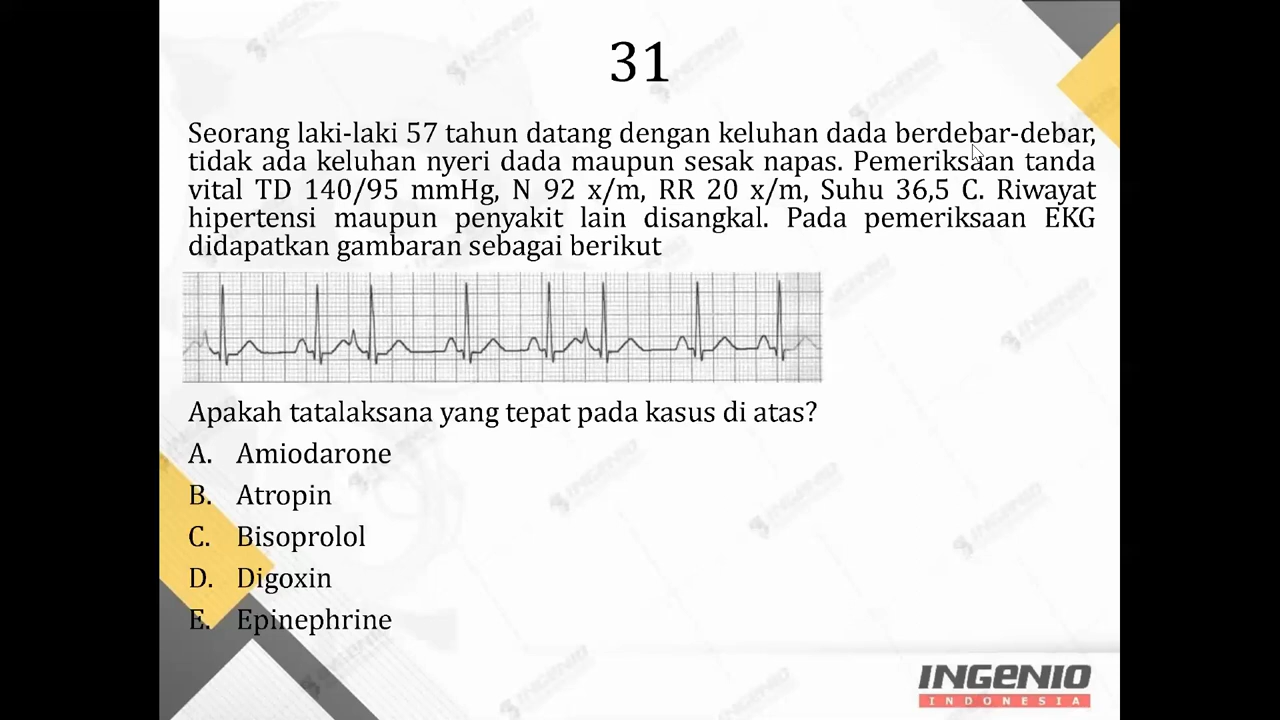 31
Seorang laki-laki 57 tahun datang dengan keluhan dada berdebar-debar,
tidak ada keluhan nyeri dada maupun sesak napas. Pemeriksaan tanda
vital TD 140/95 mmHg, N 92 x/m, RR 20 x/m, Suhu 36,5 C. Riwayat
hipertensi maupun penyakit lain disangkal. Pada pemeriksaan EKG
didapatkan gambaran sebagai berikut
Apakah tatalaksana yang tepat pada kasus di atas?
A. Amiodarone
B. Atropin
C. Bisoprolol
D. Digoxin
E. Epinephrine
INGENIO
INDONESIA